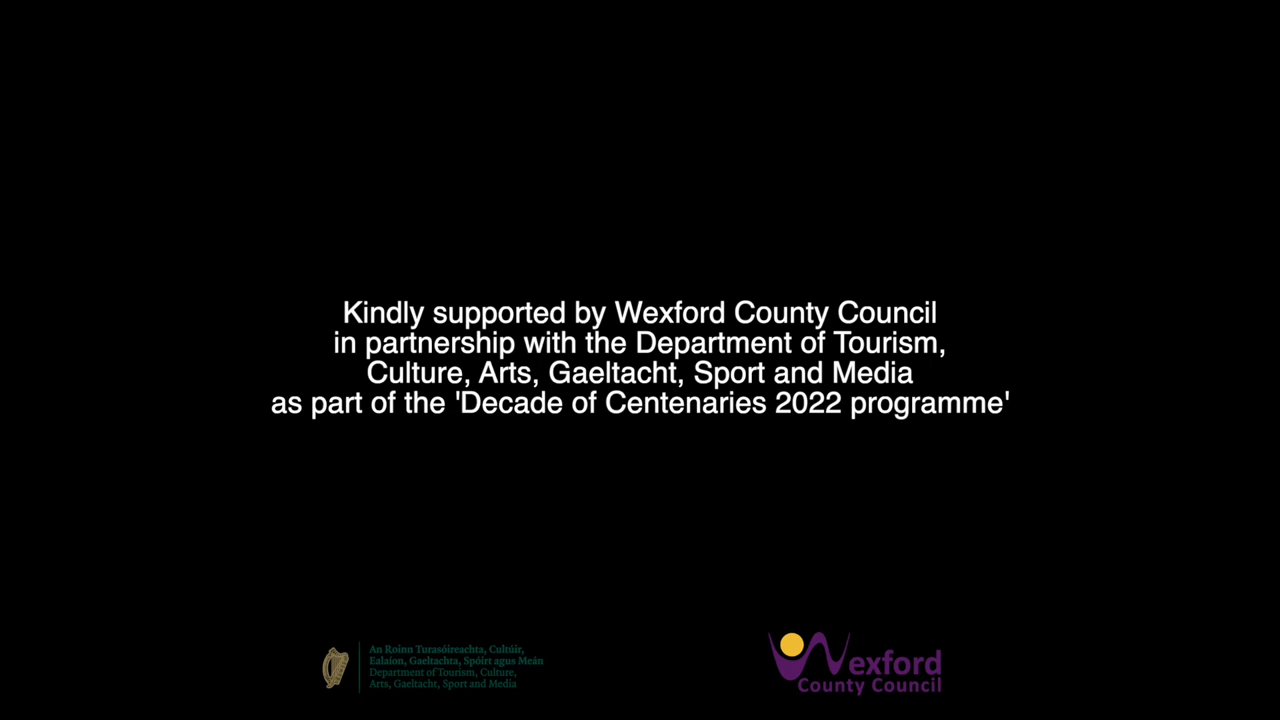 Kindly supported by Wexford County Council
in partnership with the Department of Tourism,
Culture, Arts, Gaeltacht, Sport and Media
as part of the 'Decade of Centenaries 2022 programme'
An Roinn Turasóireachta, Cultúir,
Ealaíon, Gaeltachta, Spóirt agus Meán
Department of Tourism, Culture,
Arts, Gaeltacht, Sport and Media
Wexford
County Council